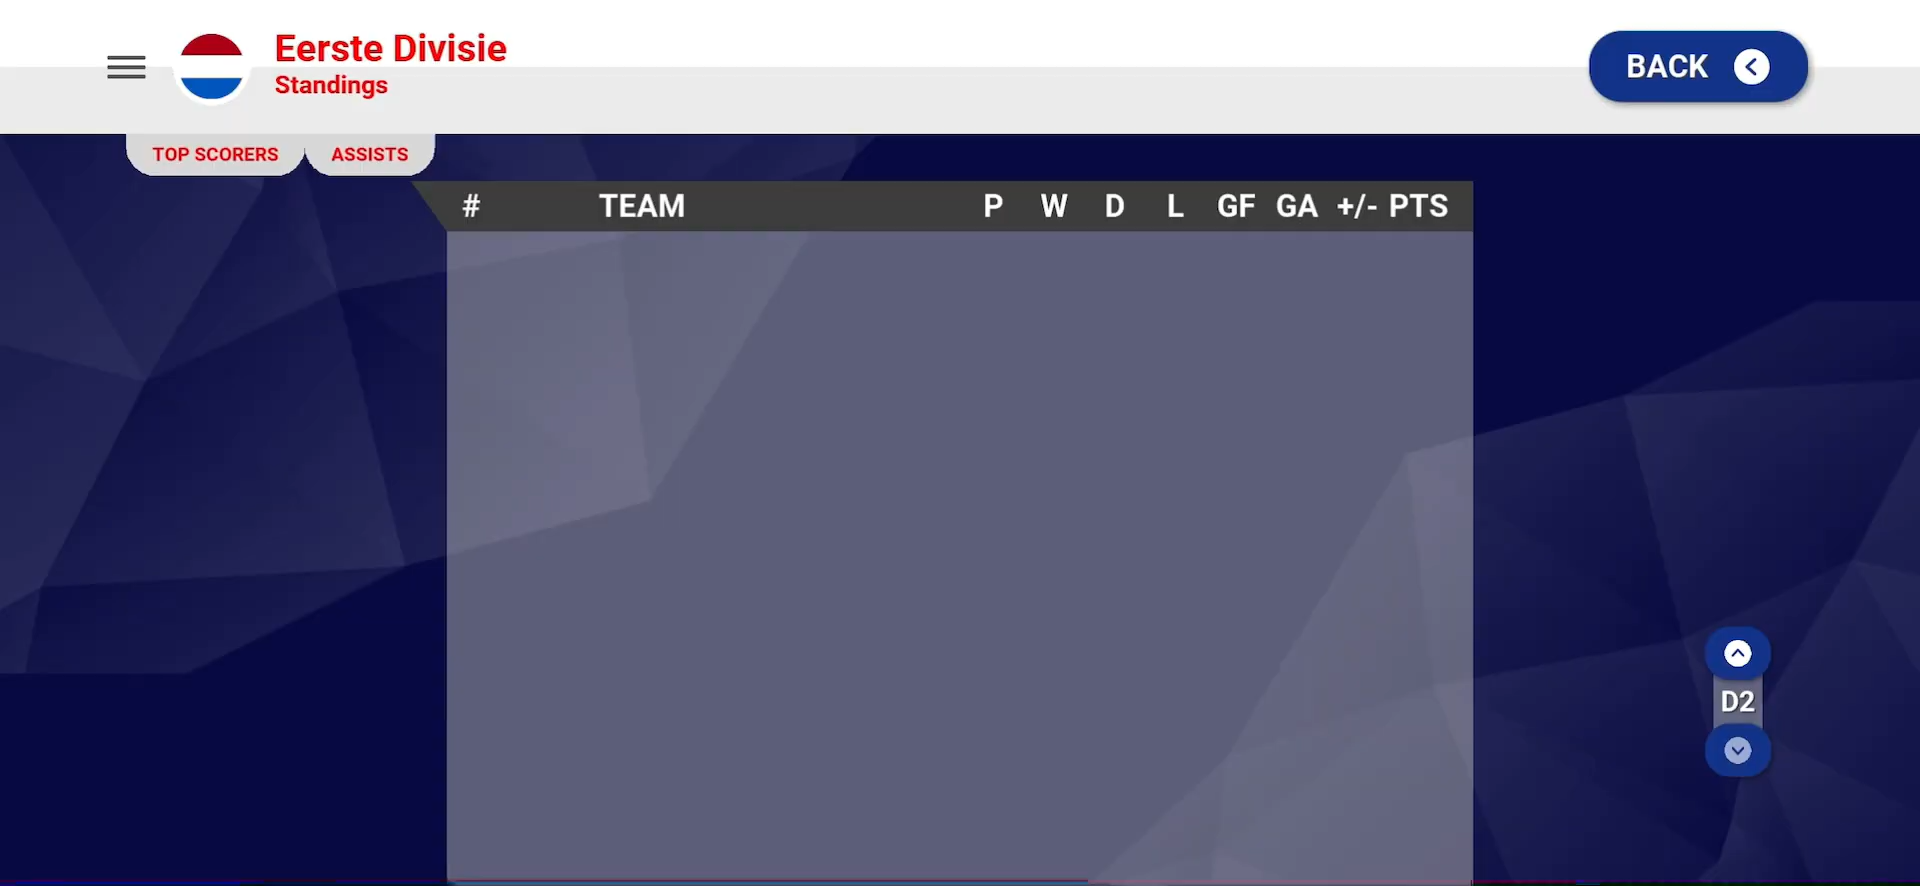 Eerste Divisie
Standings
BACK
TOP SCORERS
ASSISTS
# TEAM P W D L GF GA +/- PTS
D2